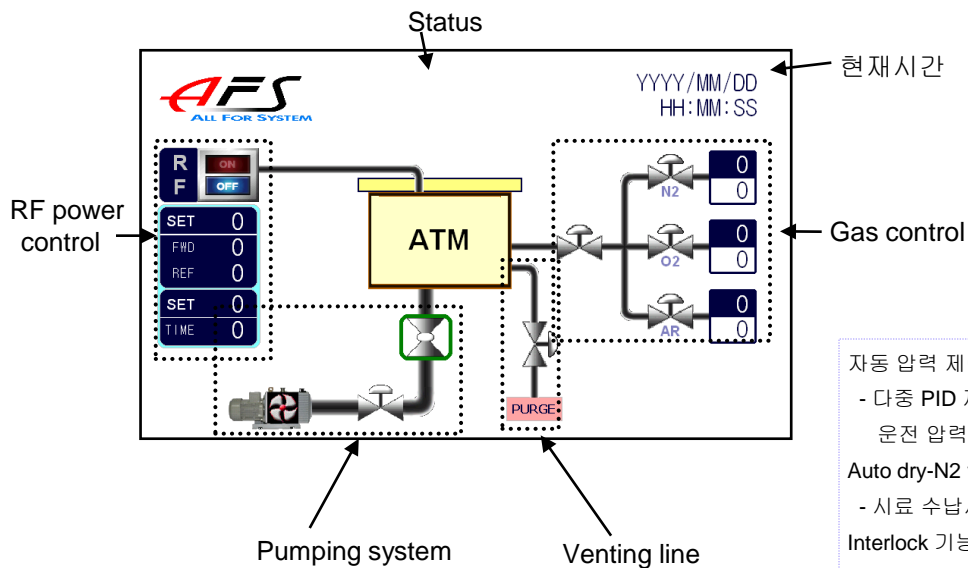 Status
현재시간
AFS
ALL FOR SYSTEM
YYYY/MM/DD
HH:MM:SS
RF
ON
OFF
SET 0
FWD 0
REF 0
SET 0
TIME 0
RF power
control
ATM
N2
0
0
O2
0
0
AR
0
0
Gas control
PURGE
Pumping system
Venting line
자동 압력 제
- 다중 PID
운전 압력
Auto dry-N2
- 시료 수납
Interlock 기능